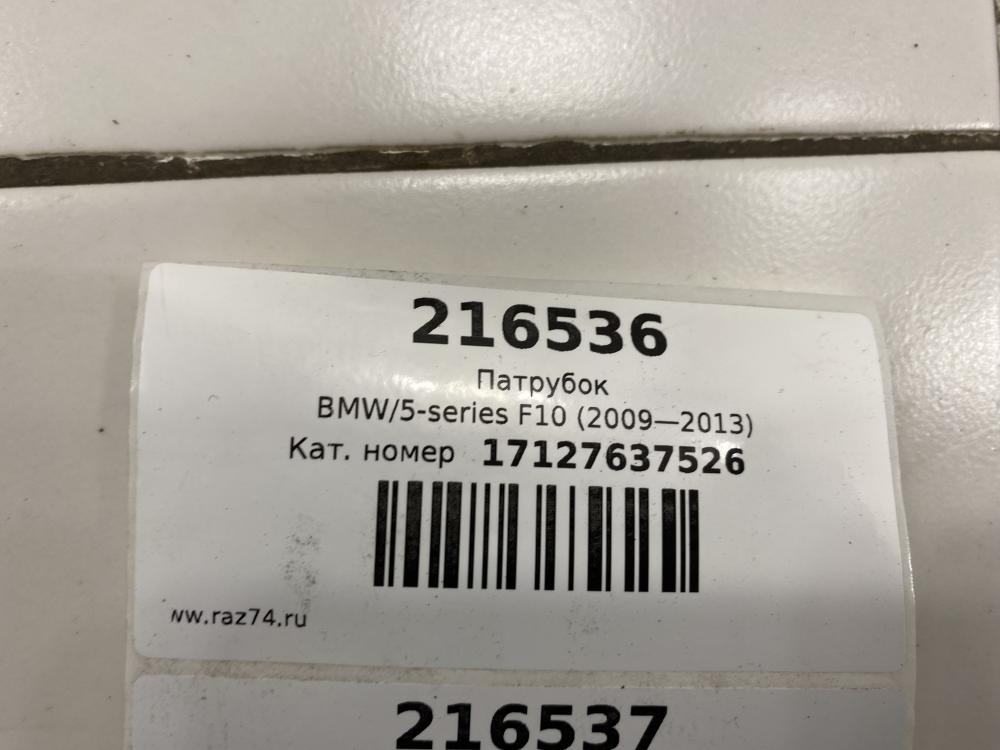 216536
Патрубок
BMW/5-series F10 (2009—2013)
Кат. номер 17127637526
ww.raz74.ru
216537